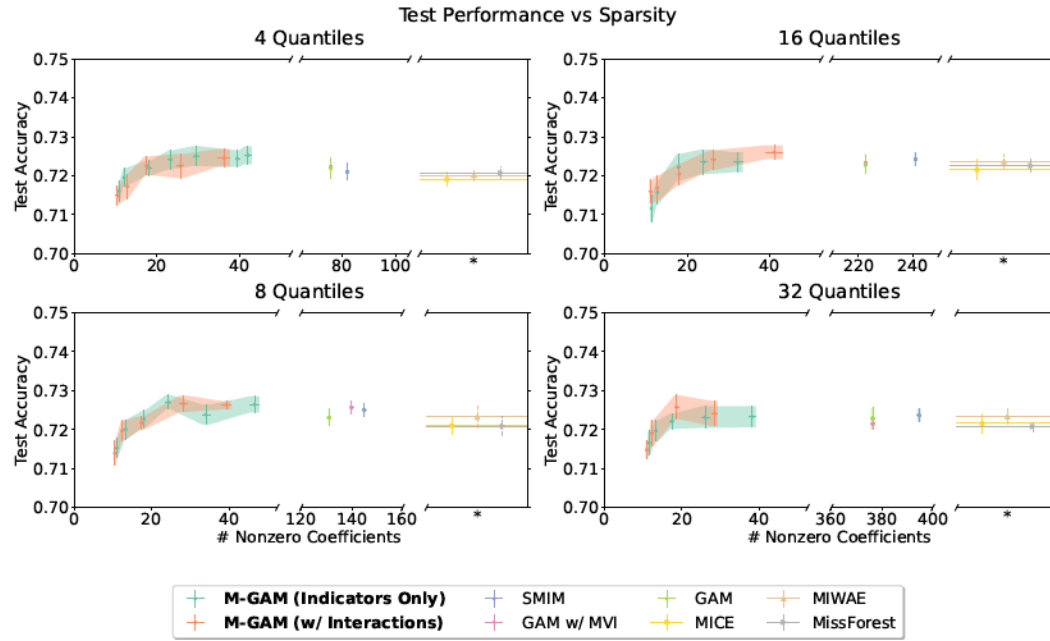 Test Performance vs Sparsity
4 Quantiles
16 Quantiles
0.75
0.74
0.73
0.72
0.71
0.70
Test Accuracy
0
20
40
80
100
*
0.75
0.74
0.73
0.72
0.71
0.70
Test Accuracy
0
20
40
220
240
*
8 Quantiles
32 Quantiles
0.75
0.74
0.73
0.72
0.71
0.70
Test Accuracy
0
20
40
120
140
160
*
# Nonzero Coefficients
0.75
0.74
0.73
0.72
0.71
0.70
Test Accuracy
0
20
40
360
380
400
*
# Nonzero Coefficients
M-GAM (Indicators Only)
SMIM
GAM
MIWAE
M-GAM (w/ Interactions)
GAM w/ MVI
MICE
MissForest